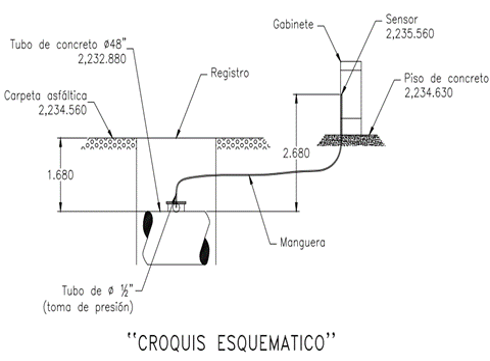 Gabinete
Sensor
2,235.560
Tubo de concreto ø48"
2,232.880
Registro
Piso de concreto
2,234.630
Carpeta asfáltica
2,234.560
1.680
2.680
Manguera
Tubo de ø ½"
(toma de presión)
"CROQUIS ESQUEMATICO"